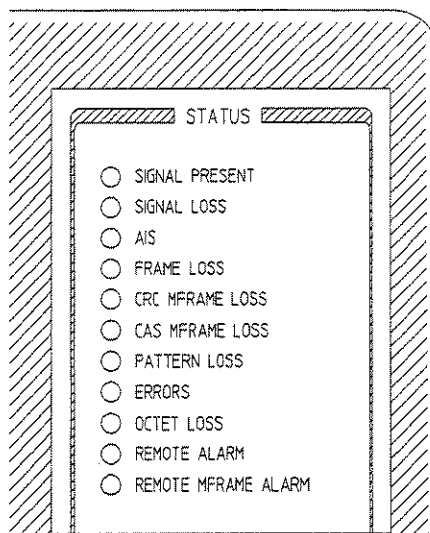 STATUS
SIGNAL PRESENT
SIGNAL LOSS
AIS
FRAME LOSS
CRC MFRAME LOSS
CAS MFRAME LOSS
PATTERN LOSS
ERRORS
OCTET LOSS
REMOTE ALARM
REMOTE MFRAME ALARM